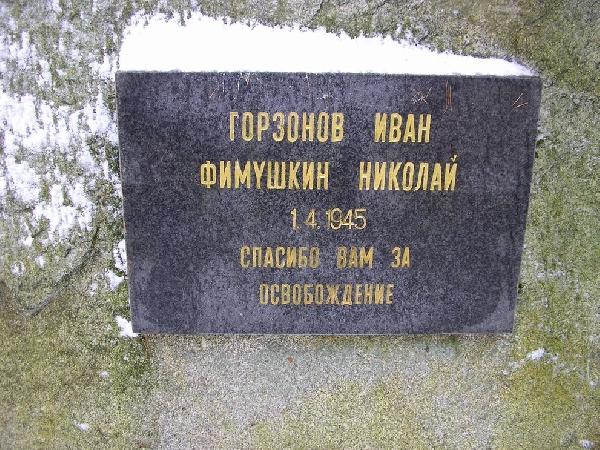 ГОРЗОНОВ ИВАН
ФИМУШКИН НИКОЛАЙ
1.4.1945
СПАСИБО ВАМ ЗА
ОСВОБОЖДЕНИЕ